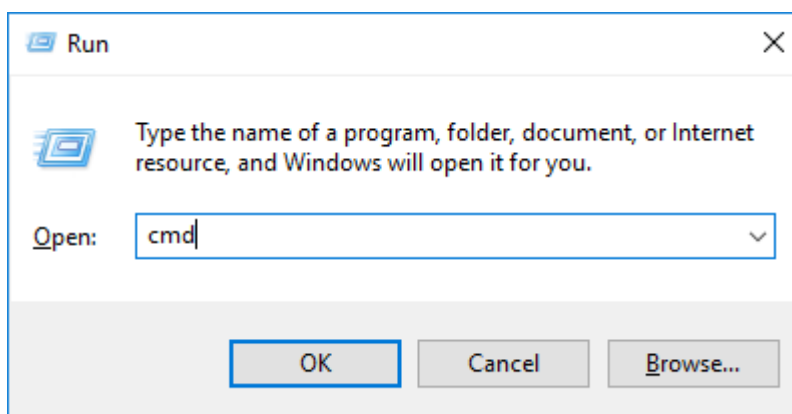 Run
Type the name of a program, folder, document, or Internet
resource, and Windows will open it for you.
Open: cmd
OK Cancel Browse...